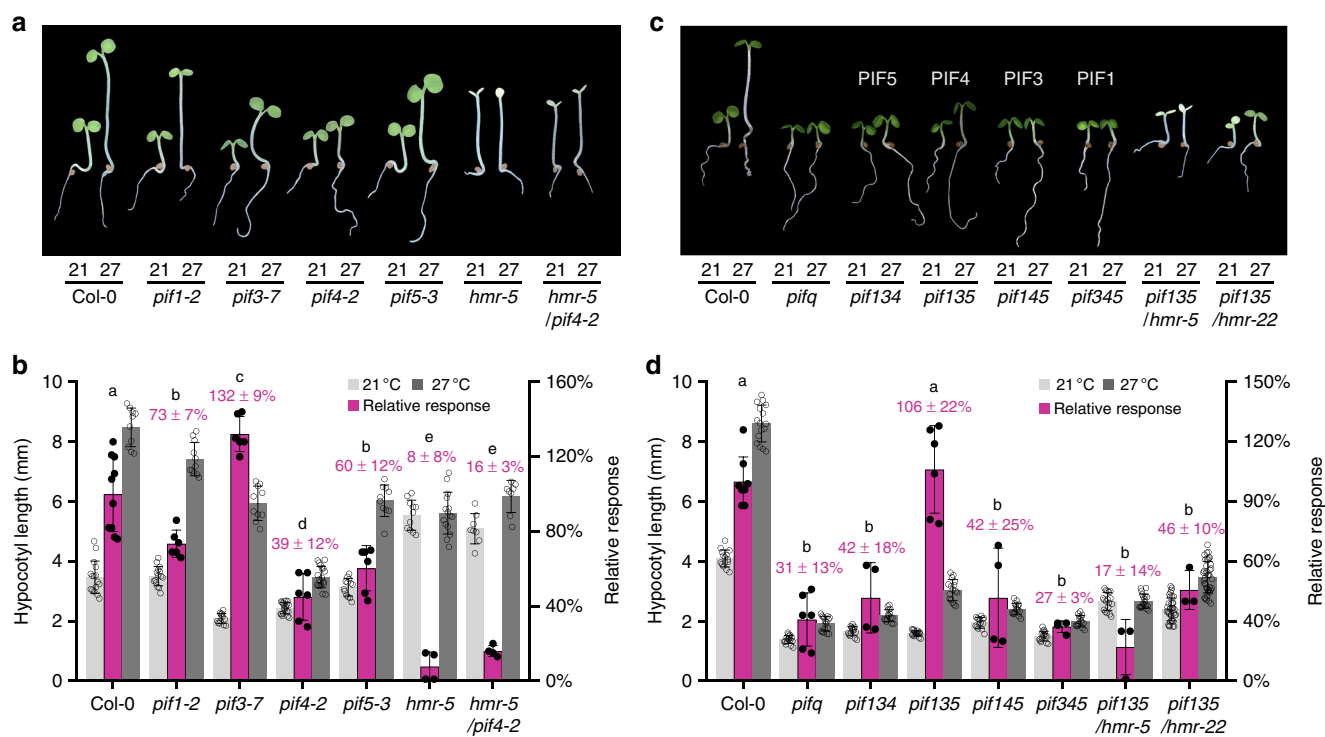 a
21 27 21 27 21 27 21 27 21 27 21 27 21 27
Col-0 pif1-2 pif3-7 pif4-2 pif5-3 hmr-5 hmr-5
/pif4-2
c
PIF5 PIF4 PIF3 PIF1
21 27 21 27 21 27 21 27 21 27 21 27 21 27 21 27
Col-0 pifq pif134 pif135 pif145 pif345 pif135 pif135
/hmr-5 /hmr-22
b
Hypocotyl length (mm)
10
8
6
4
2
0
a
b
73 ± 7%
c
132 ± 9%
d
39 ± 12%
b
60 ± 12%
e
8 ± 8%
e
16 ± 3%
21 °C 27 °C
Relative response
160%
120%
80%
40%
0%
Relative response
Col-0 pif1-2 pif3-7 pif4-2 pif5-3 hmr-5 hmr-5
/pif4-2
d
Hypocotyl length (mm)
10
8
6
4
2
0
a
b
31 ± 13%
b
42 ± 18%
a
106 ± 22%
b
42 ± 25%
b
27 ± 3%
b
17 ± 14%
b
46 ± 10%
21 °C 27 °C
Relative response
150%
120%
90%
60%
40%
0%
Relative response
Col-0 pifq pif134 pif135 pif145 pif345 pif135 pif135
/hmr-5 /hmr-22